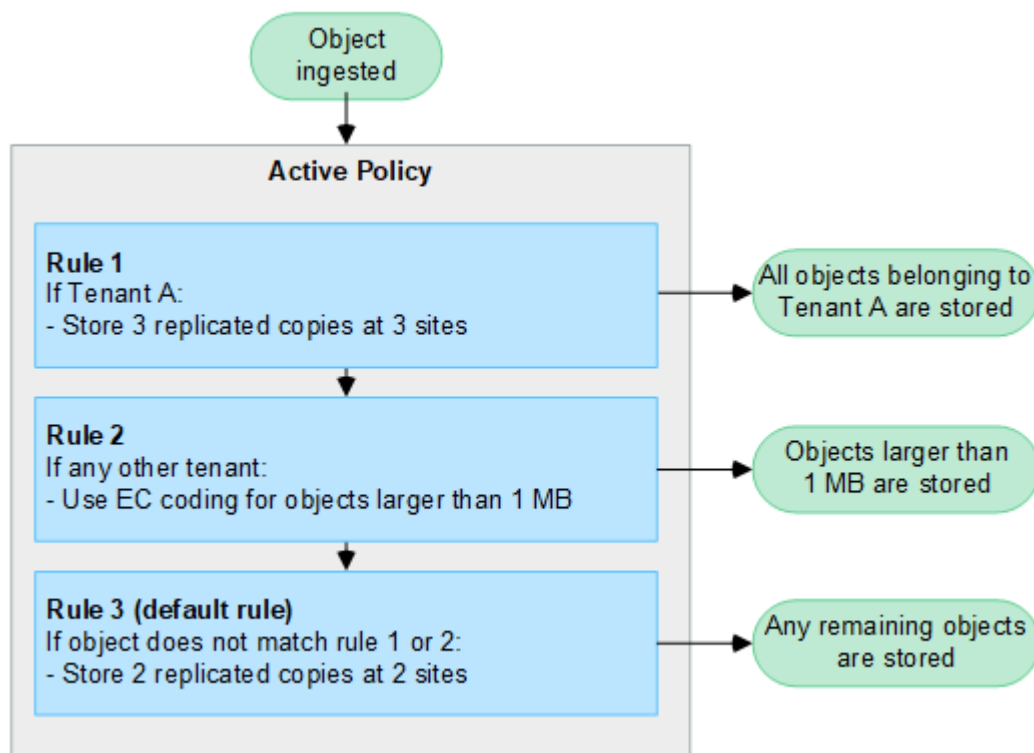 Object
ingested
Active Policy
Rule 1
If Tenant A:
- Store 3 replicated copies at 3 sites
All objects belonging to
Tenant A are stored
Rule 2
If any other tenant:
- Use EC coding for objects larger than 1 MB
Objects larger than
1 MB are stored
Rule 3 (default rule)
If object does not match rule 1 or 2:
- Store 2 replicated copies at 2 sites
Any remaining objects
are stored